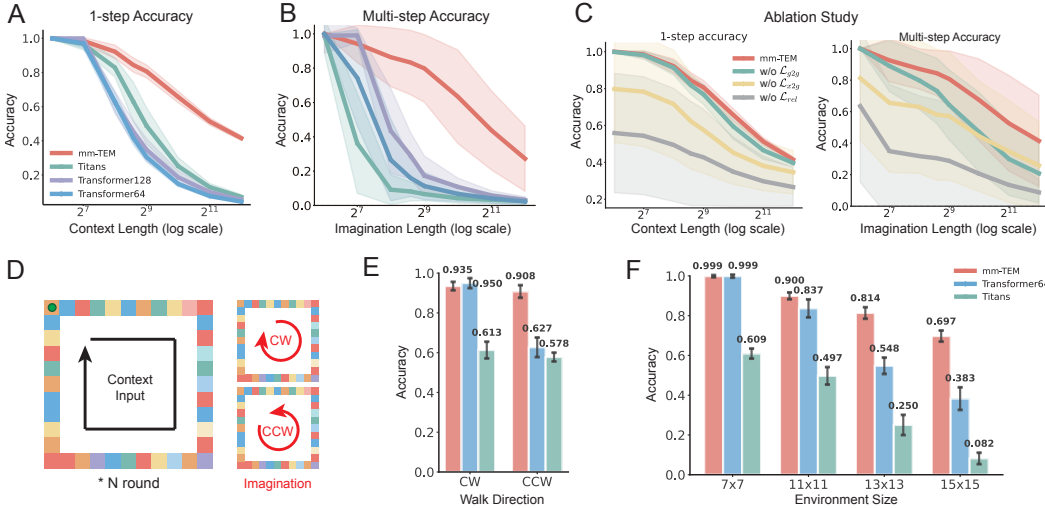 A
1-step Accuracy
Accuracy
1.0
0.8
0.6
0.4
0.2
mm-TEM
Titans
Transformer128
Transformer64
2^7
2^9
2^11
Context Length (log scale)
B
Multi-step Accuracy
Accuracy
1.0
0.8
0.6
0.4
0.2
0.0
2^7
2^9
2^11
Imagination Length (log scale)
C
Ablation Study
1-step accuracy
Accuracy
1.0
0.8
0.6
0.4
0.2
mm-TEM
w/o L_g2g
w/o L_x2g
w/o L_rel
2^7
2^9
2^11
Context Length (log scale)
Multi-step Accuracy
Accuracy
1.0
0.8
0.6
0.4
0.2
0.0
2^7
2^9
2^11
Imagination Length (log scale)
D
Context
Input
* N round
CW
CCW
Imagination
E
Accuracy
1.0
0.8
0.6
0.4
0.2
0.0
0.935
0.950
0.613
0.908
0.627
0.578
CW
CCW
Walk Direction
F
Accuracy
1.0
0.8
0.6
0.4
0.2
0.0
0.999
0.999
0.609
0.900
0.837
0.497
0.814
0.548
0.250
0.697
0.383
0.082
mm-TEM
Transformer64
Titans
7x7
11x11
13x13
15x15
Environment Size